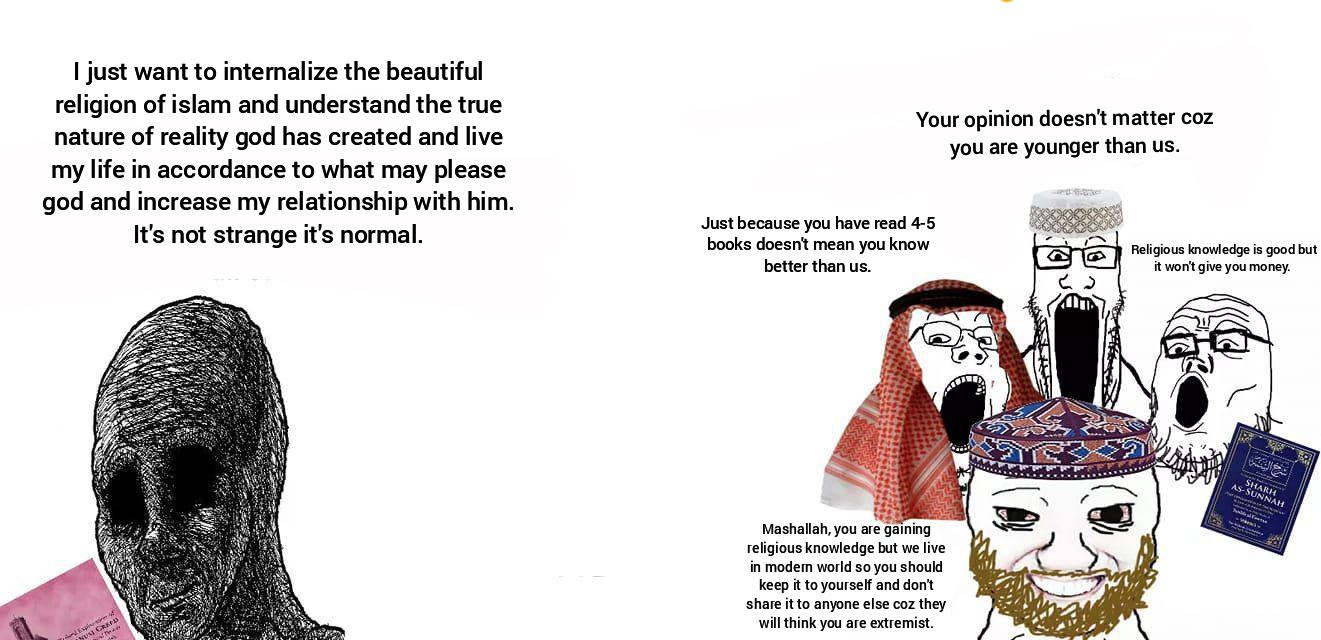 I just want to internalize the beautiful
religion of islam and understand the true
nature of reality god has created and live
my life in accordance to what may please
god and increase my relationship with him.
It's not strange it's normal.
Your opinion doesn't matter coz
you are younger than us.
Just because you have read 4-5
books doesn't mean you know
better than us.
Religious knowledge is good but
it won't give you money.
Mashallah, you are gaining
religious knowledge but we live
in modern world so you should
keep it to yourself and don't
share it to anyone else coz they
will think you are extremist.
شرح السنة
SHARH
AS-SUNNAH